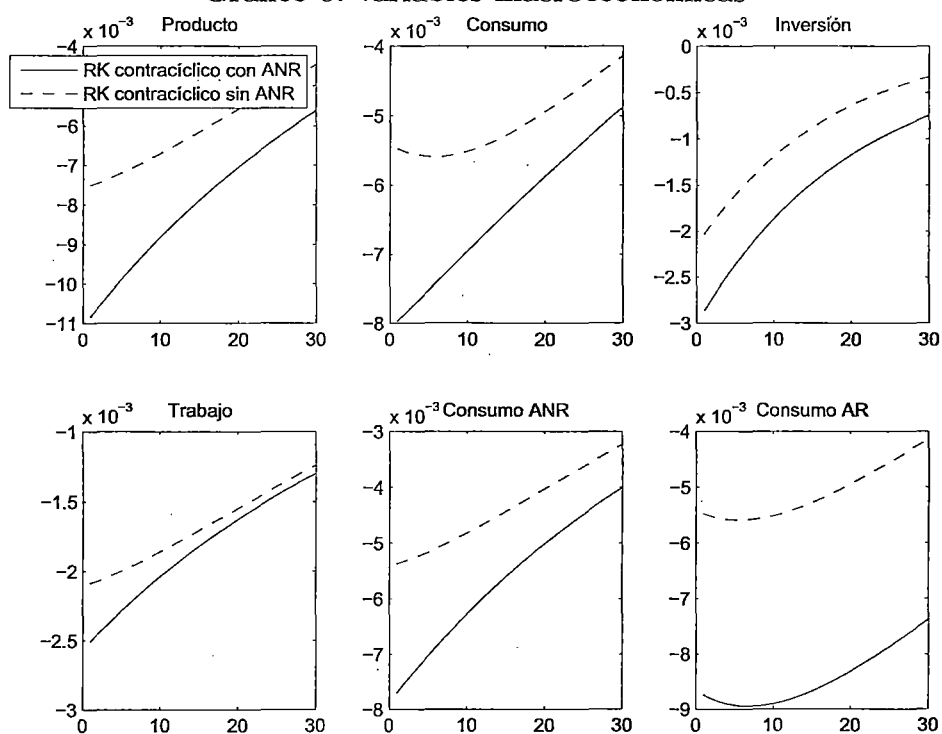 x 10⁻³ Producto
−4
RK contracíclico con ANR
RK contracíclico sin ANR
−6
−7
−8
−9
−10
−11
0 10 20 30
x 10⁻³ Consumo
−4
−5
−6
−7
−8
0 10 20 30
x 10⁻³ Inversión
0
−0.5
−1
−1.5
−2
−2.5
−3
0 10 20 30
x 10⁻³ Trabajo
−1
−1.5
−2
−2.5
−3
0 10 20 30
x 10⁻³ Consumo ANR
−3
−4
−5
−6
−7
−8
0 10 20 30
x 10⁻³ Consumo AR
−4
−5
−6
−7
−8
−9
0 10 20 30